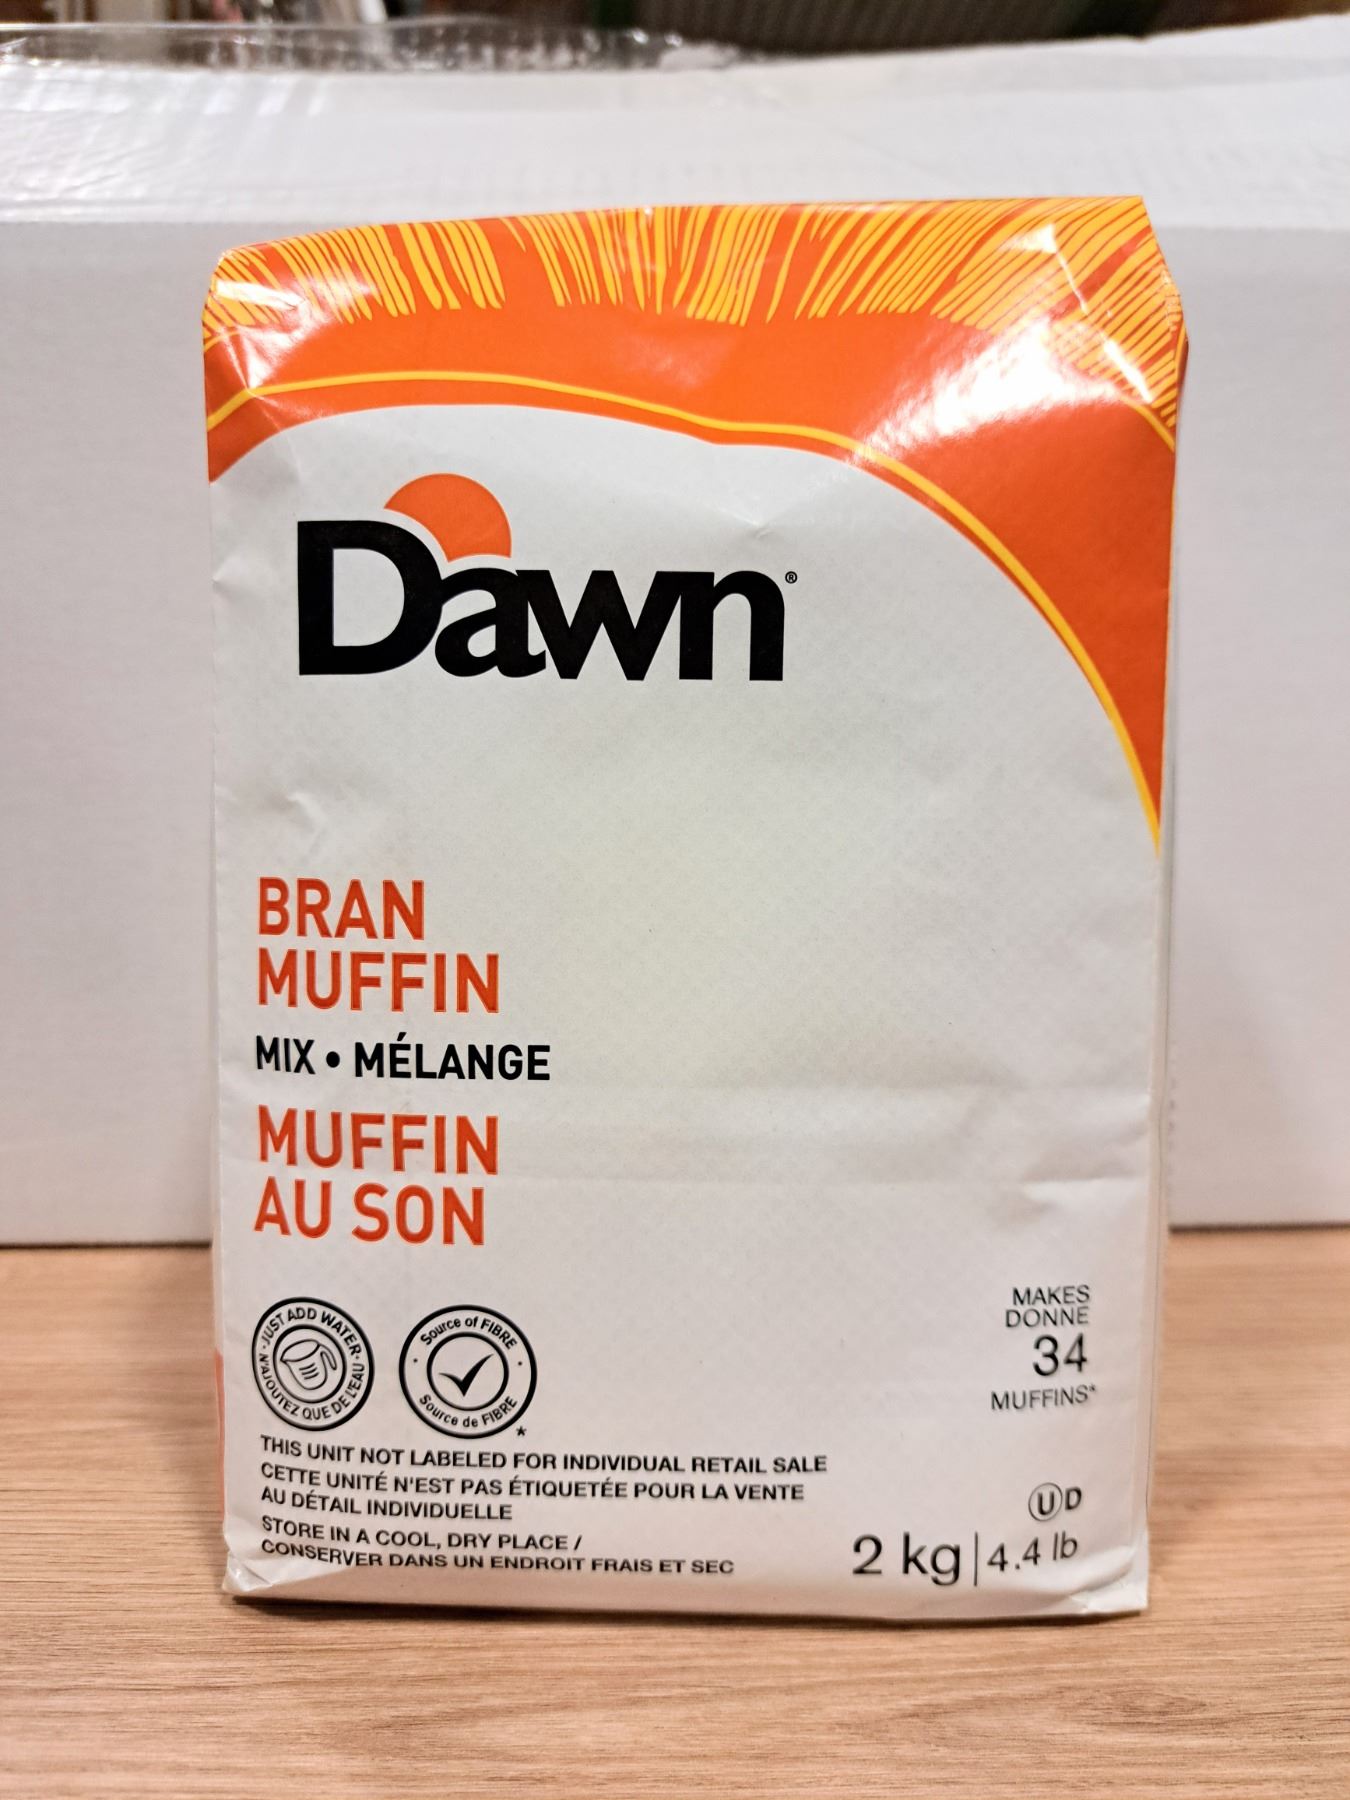 Dawn®
BRAN
MUFFIN
MIX • MÉLANGE
MUFFIN
AU SON
JUST ADD WATER
N'AJOUTEZ QUE DE L'EAU
Source of FIBRE
Source de FIBRE
*
MAKES
DONNE
34
MUFFINS*
THIS UNIT NOT LABELED FOR INDIVIDUAL RETAIL SALE
CETTE UNITÉ N'EST PAS ÉTIQUETÉE POUR LA VENTE
AU DÉTAIL INDIVIDUELLE
STORE IN A COOL, DRY PLACE /
CONSERVER DANS UN ENDROIT FRAIS ET SEC
Ⓤ D
2 kg | 4.4 lb